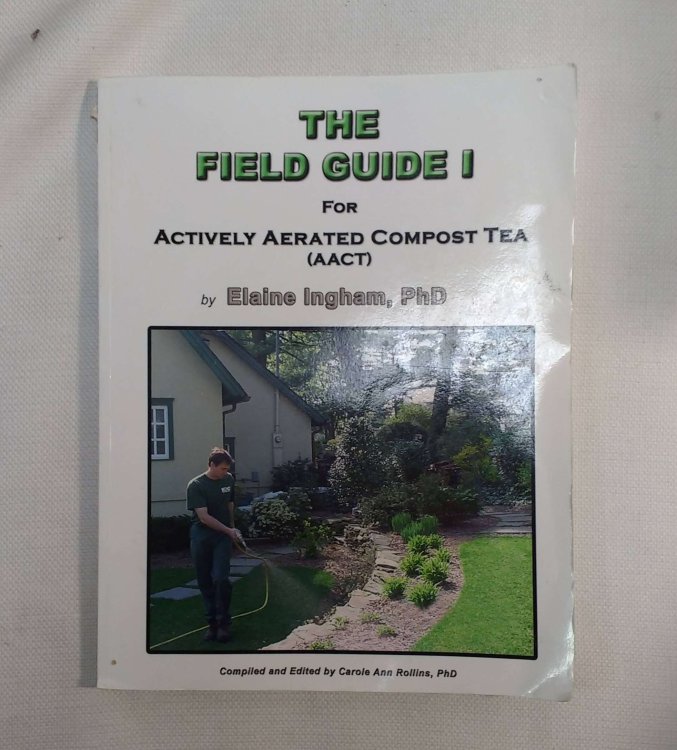 THE
FIELD GUIDE I
FOR
ACTIVELY AERATED COMPOST TEA
(AACT)
by Elaine Ingham, PhD
Compiled and Edited by Carole Ann Rollins, PhD